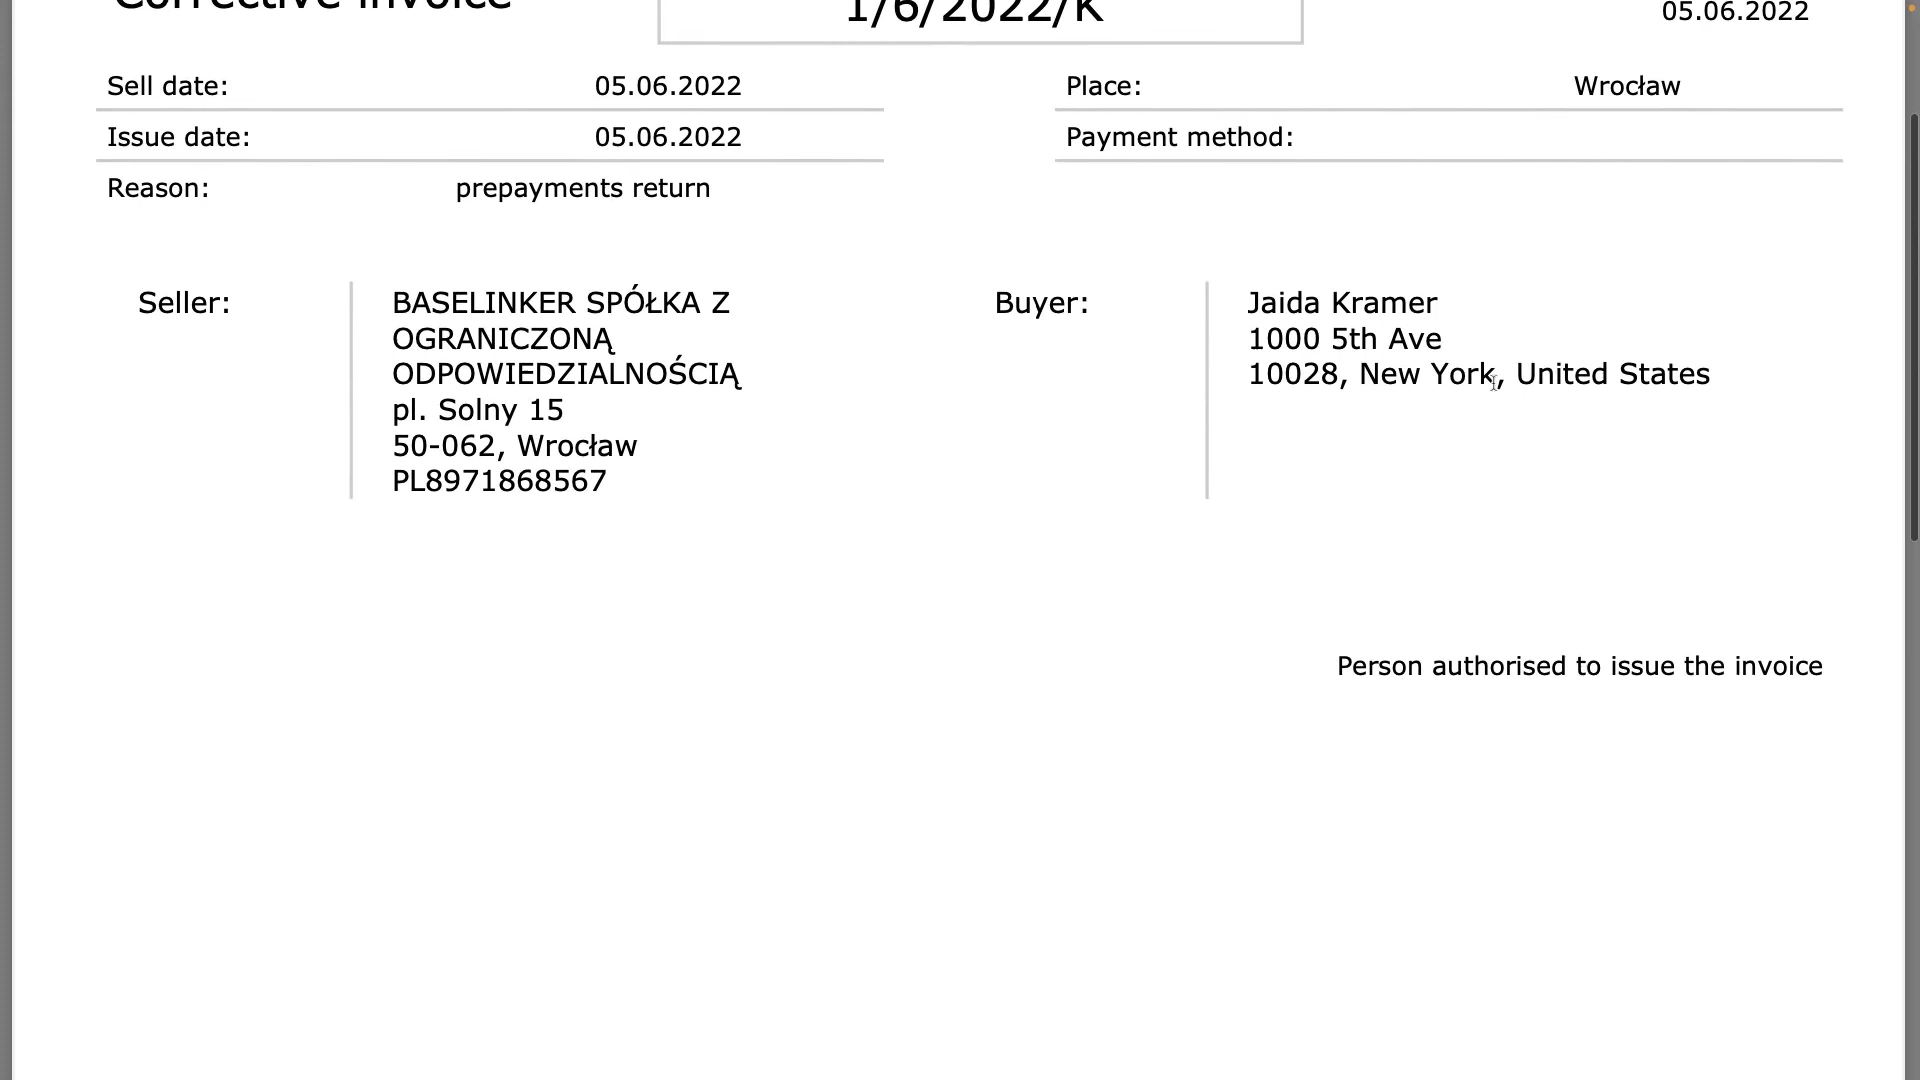 Corrective invoice
1/6/2022/K
05.06.2022
Sell date: 05.06.2022
Place: Wrocław
Issue date: 05.06.2022
Payment method:
Reason: prepayments return
Seller:
BASELINKER SPÓŁKA Z
OGRANICZONĄ
ODPOWIEDZIALNOŚCIĄ
pl. Solny 15
50-062, Wrocław
PL8971868567
Buyer:
Jaida Kramer
1000 5th Ave
10028, New York, United States
Person authorised to issue the invoice